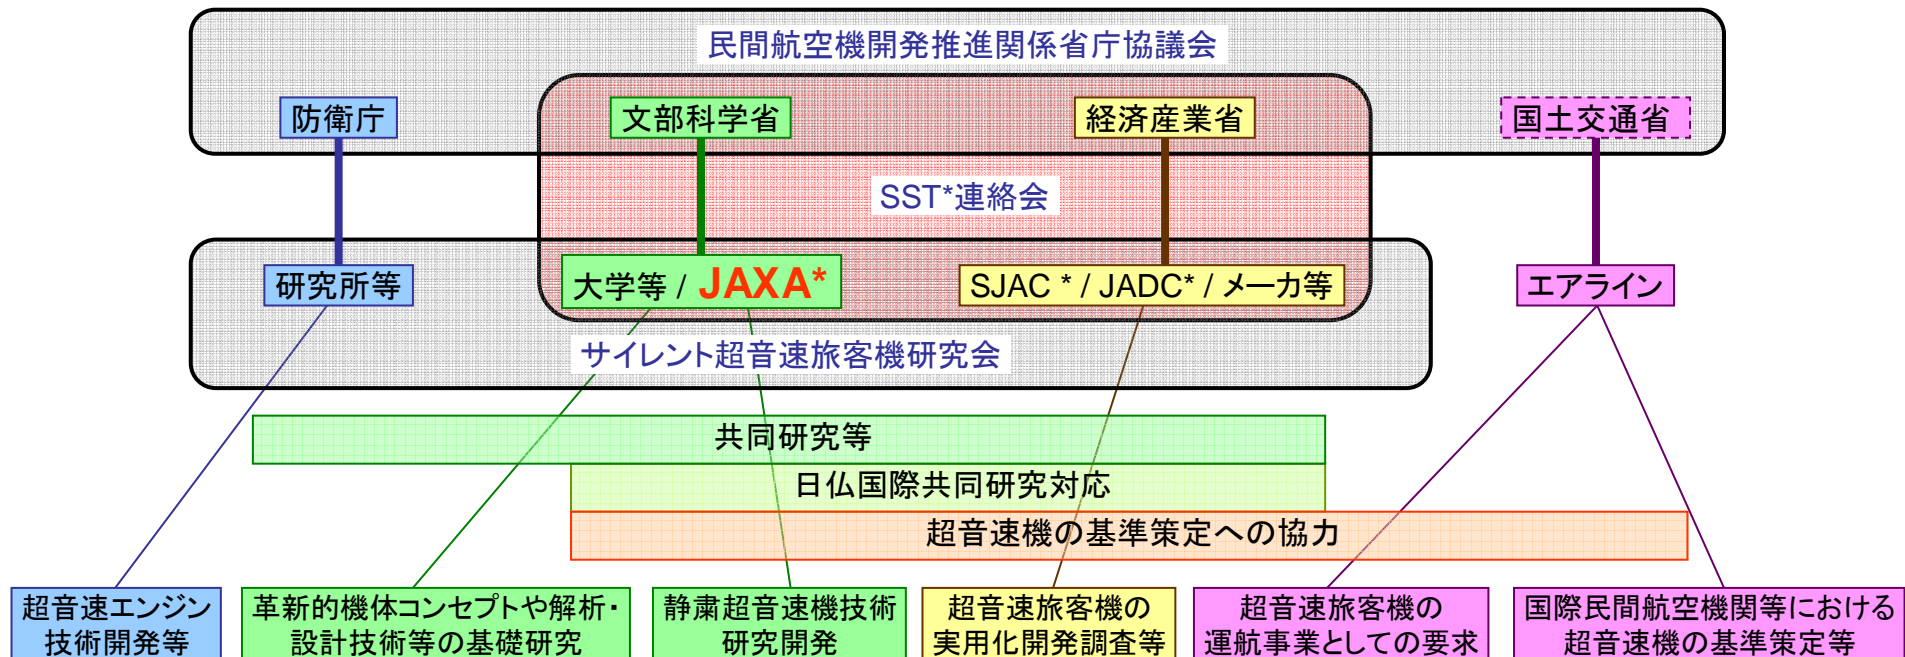 民間航空機開発推進関係省庁協議会
防衛庁
文部科学省
経済産業省
国土交通省
SST*連絡会
研究所等
大学等 / JAXA*
SJAC * / JADC* / メーカ等
エアライン
サイレント超音速旅客機研究会
共同研究等
日仏国際共同研究対応
超音速機の基準策定への協力
超音速エンジン
技術開発等
革新的機体コンセプトや解析・
設計技術等の基礎研究
静粛超音速機技術
研究開発
超音速旅客機の
実用化開発調査等
超音速旅客機の
運航事業としての要求
国際民間航空機関等における
超音速機の基準策定等